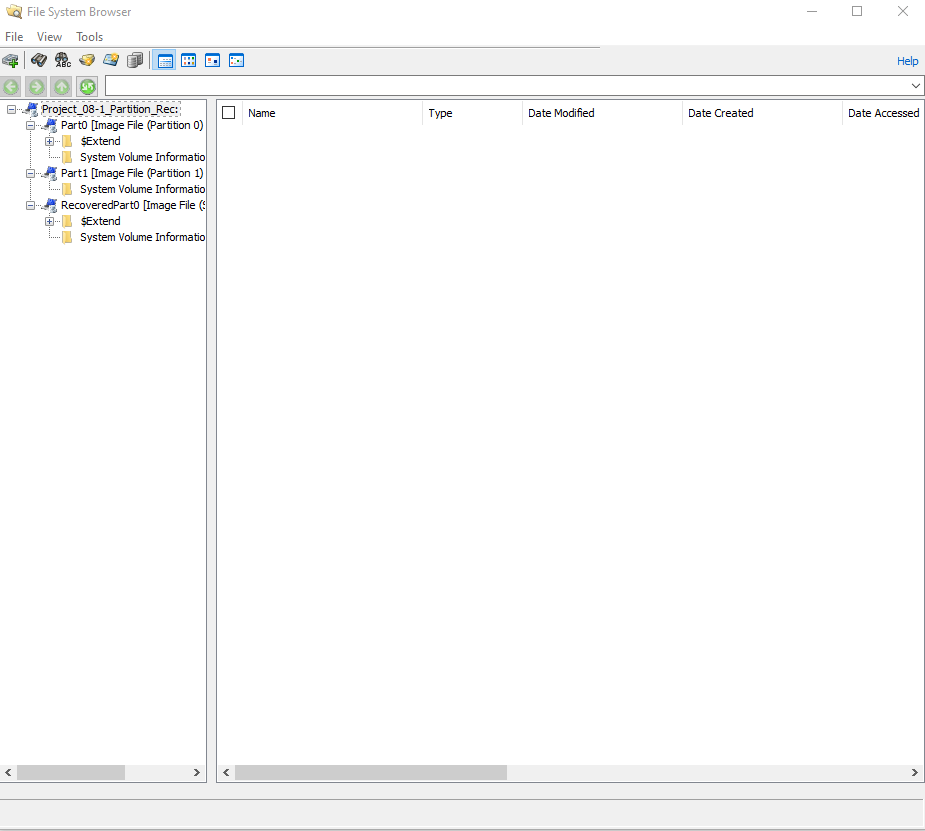 File System Browser
File View Tools
ABC
Help
Project_08-1_Partition_Rec:
Part0 [Image File (Partition 0)
$Extend
System Volume Informatio
Part1 [Image File (Partition 1)
System Volume Informatio
RecoveredPart0 [Image File (S
$Extend
System Volume Informatio
Name Type Date Modified Date Created Date Accessed